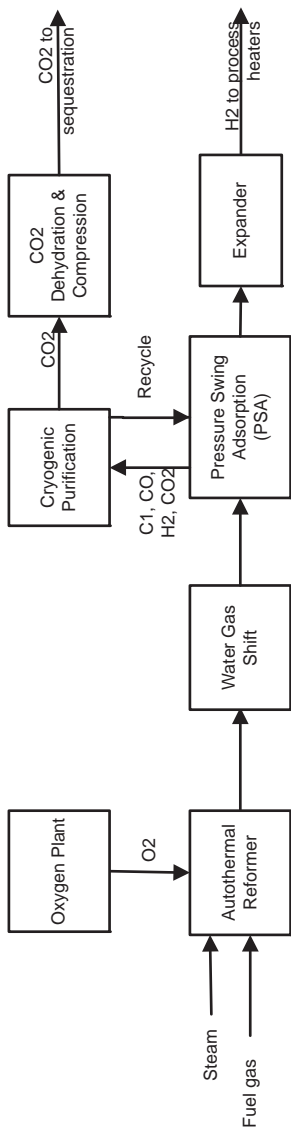 Oxygen Plant
O2
Steam
Fuel gas
Autothermal
Reformer
Water Gas
Shift
Cryogenic
Purification
C1, CO,
H2, CO2
Recycle
CO2
Pressure Swing
Adsorption
(PSA)
CO2
Dehydration &
Compression
CO2 to
sequestration
Expander
H2 to process
heaters